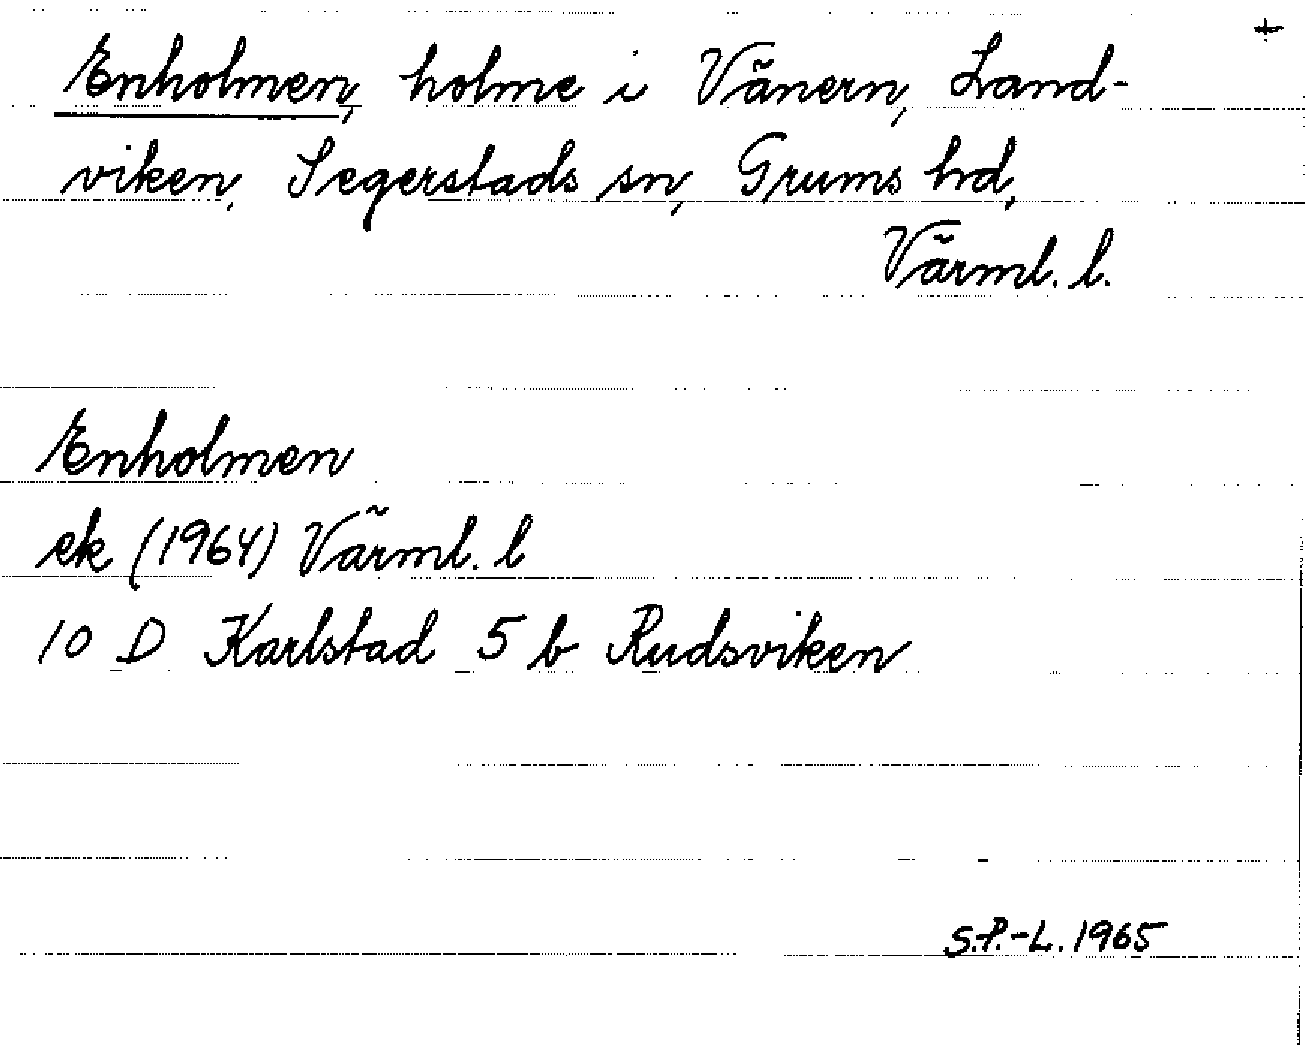 +
Enholmen, holme i Vänern, Land-
viken, Segerstads sn, Grums hd,
Värml. l.
Enholmen
ek (1964) Värml. l
10 D Karlstad 5 b Rudsviken
S.P.-L. 1965